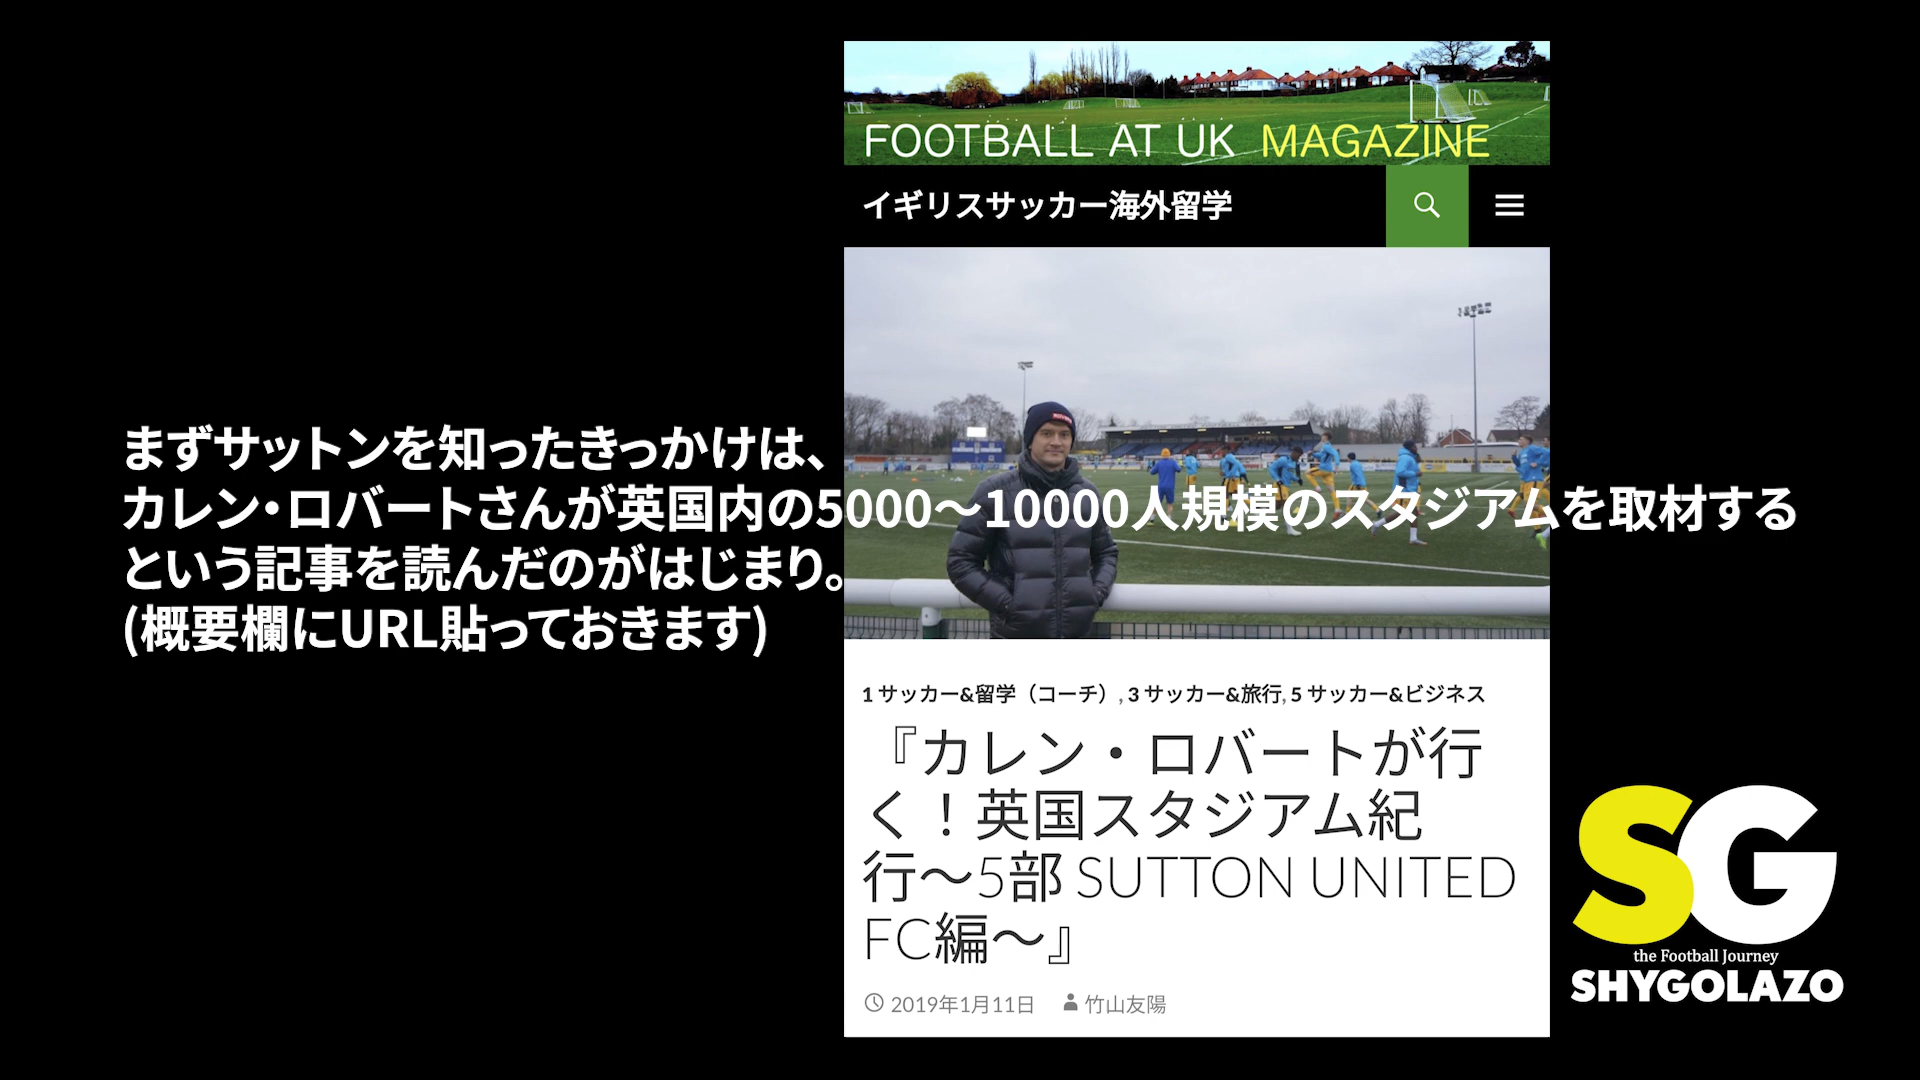 FOOTBALL AT UK MAGAZINE
イギリスサッカー海外留学
まずサットンを知ったきっかけは、
カレン・ロバートさんが英国内の5000〜10000人規模のスタジアムを取材する
という記事を読んだのがはじまり。
(概要欄にURL貼っておきます)
1 サッカー&留学（コーチ）, 3 サッカー&旅行, 5 サッカー&ビジネス
『カレン・ロバートが行
く！英国スタジアム紀
行〜5部 SUTTON UNITED
FC編〜』
2019年1月11日 竹山友陽
SG
the Football Journey
SHYGOLAZO